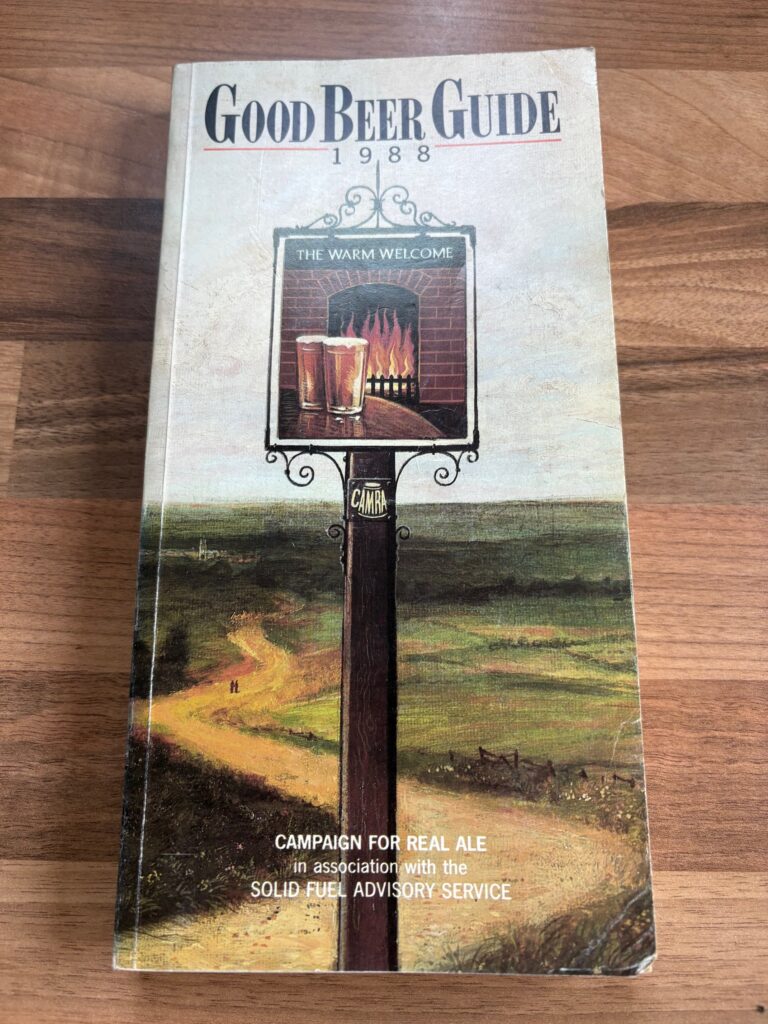 GOOD BEER GUIDE
1988
THE WARM WELCOME
CAMRA
CAMPAIGN FOR REAL ALE
in association with the
SOLID FUEL ADVISORY SERVICE